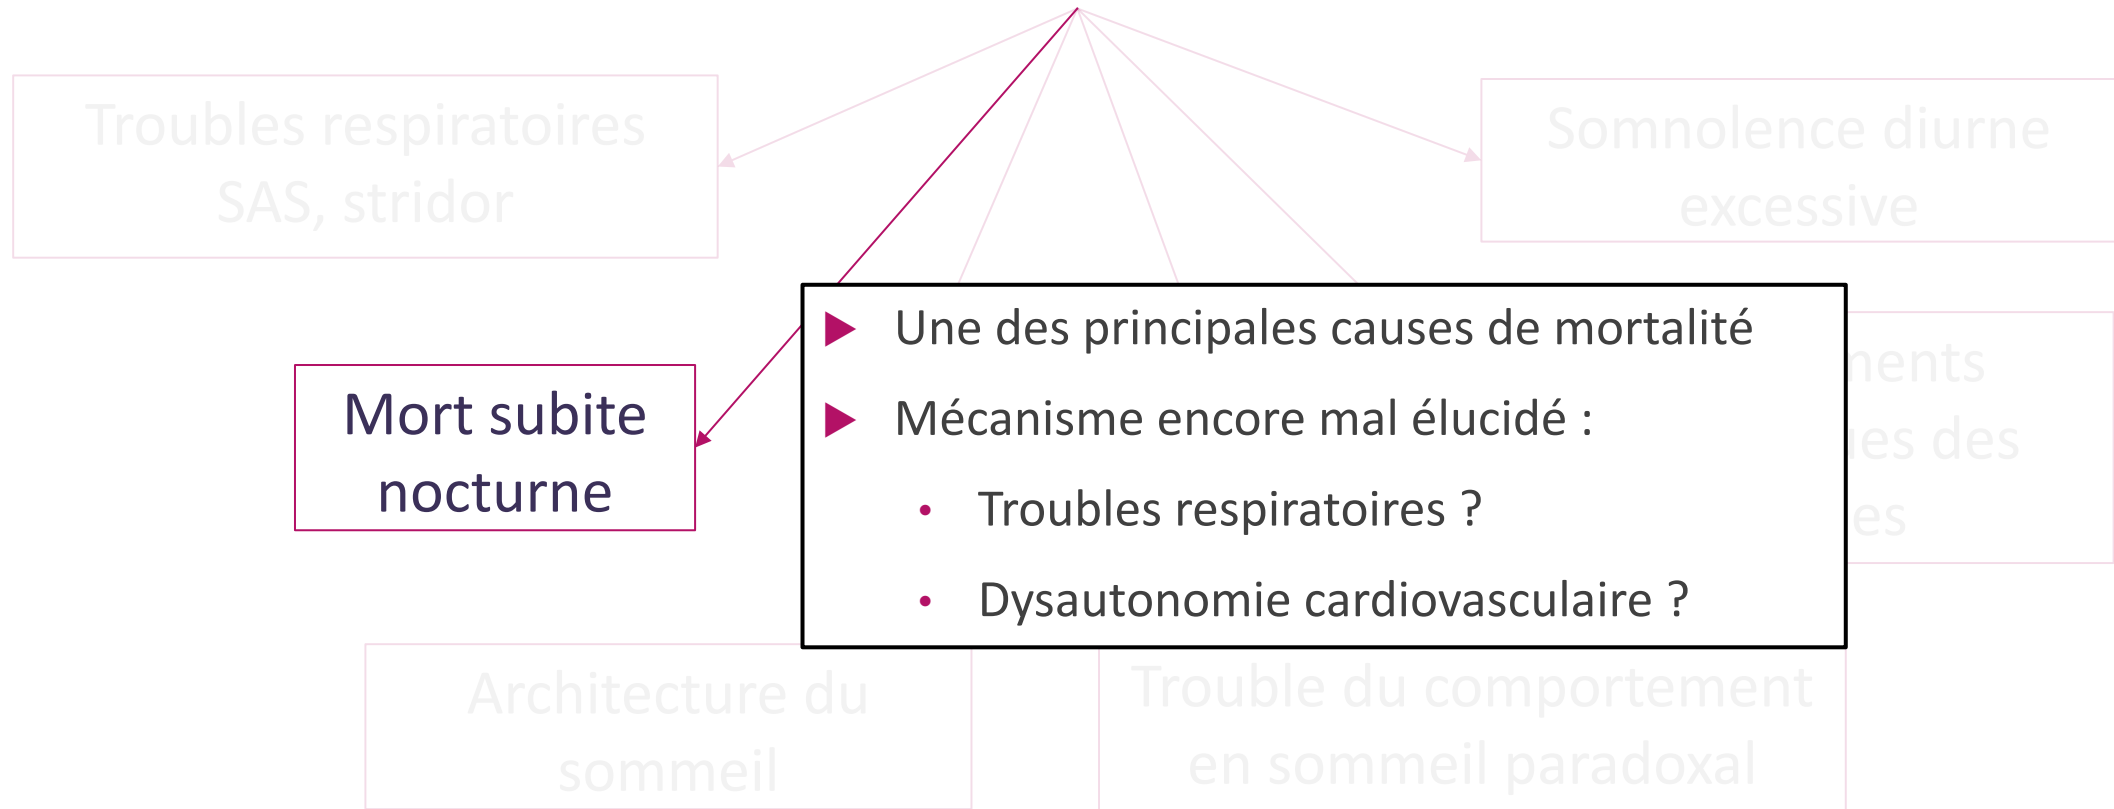 Troubles respiratoires
SAS, stridor
Somnolence diurne
excessive
Une des principales causes de mortalité
Mécanisme encore mal élucidé :
• Troubles respiratoires ?
• Dysautonomie cardiovasculaire ?
Mort subite
nocturne
des
Architecture du
sommeil
Trouble du comportement
en sommeil paradoxal